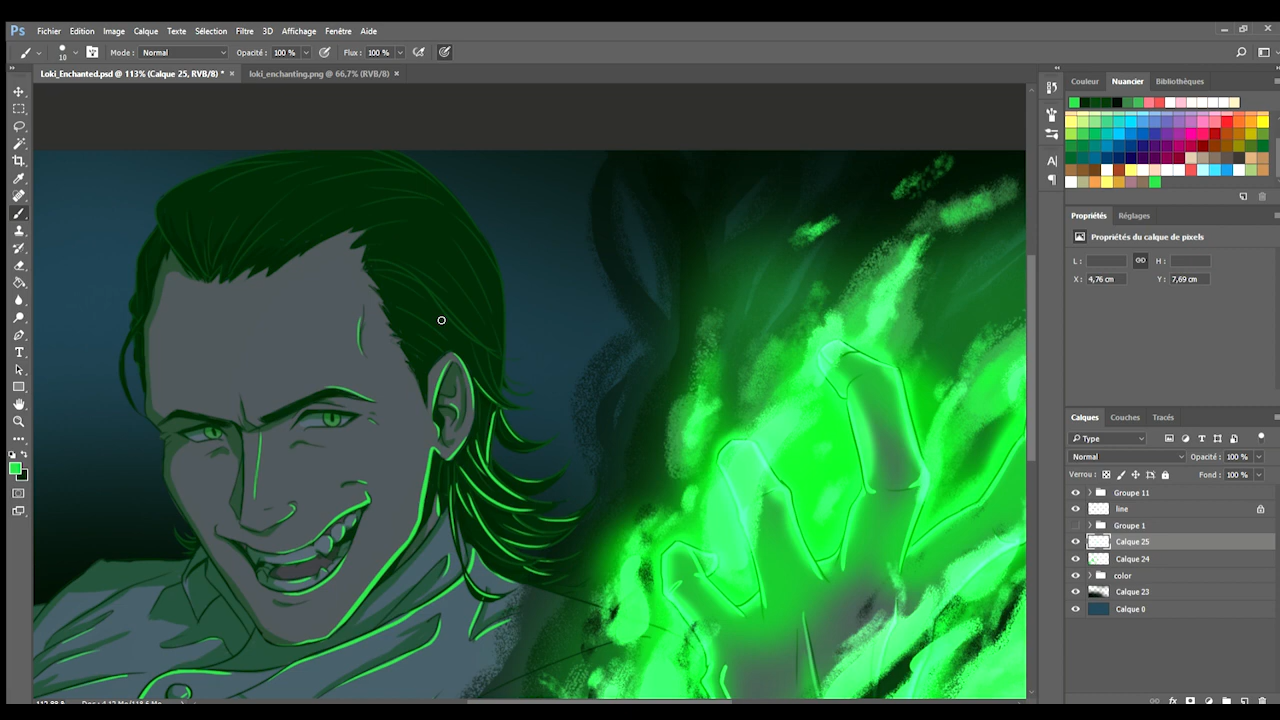 Ps Fichier Edition Image Calque Texte Sélection Filtre 3D Affichage Fenêtre Aide
10 Mode : Normal Opacité : 100 % Flux : 100 %
Loki_Enchanted.psd @ 113% (Calque 25, RVB/8) * × loki_enchanting.png @ 66,7% (RVB/8) ×
Couleur Nuancier Bibliothèques
Propriétés Réglages
Propriétés du calque de pixels
L : H :
X : 4,76 cm Y : 7,69 cm
Calques Couches Tracés
Type
Normal Opacité : 100 %
Verrou : Fond : 100 %
Groupe 11
line
Groupe 1
Calque 25
Calque 24
color
Calque 23
Calque 0